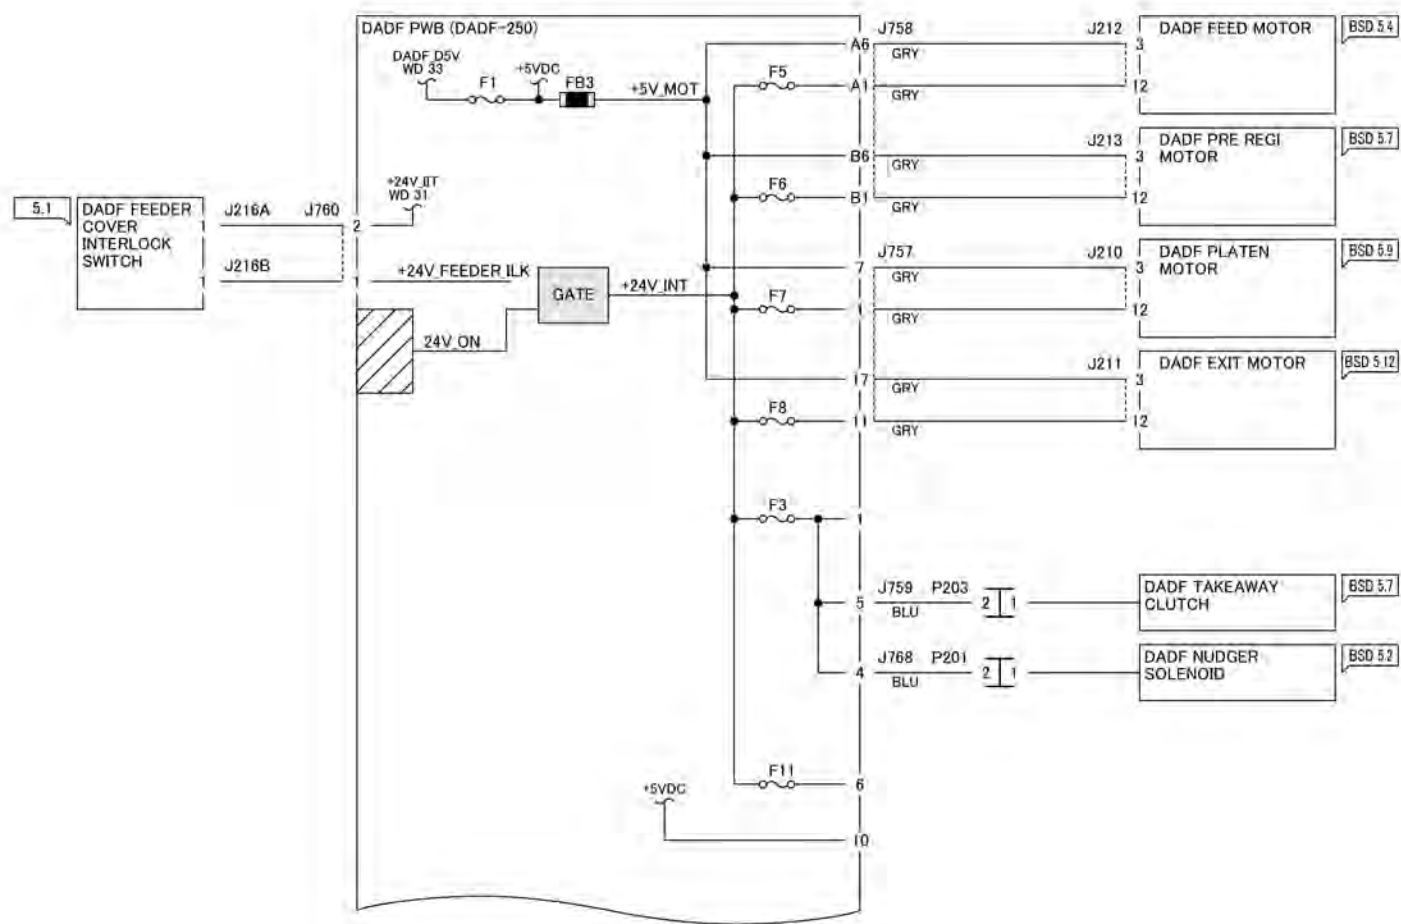 DADF PWB (DADF-250)
DADF_D5V
WD 33
F1
+5VDC
FB3
+5V_MOT
F5
A6
A1
J758
GRY
GRY
J212
3
12
DADF FEED MOTOR
BSD 5.4
F6
B6
B1
GRY
GRY
J213
3
12
DADF PRE REGI
MOTOR
BSD 5.7
5.1
DADF FEEDER
COVER
INTERLOCK
SWITCH
J216A
J760
2
+24V_IIT
WD 31
J216B
1
+24V_FEEDER_ILK
GATE
+24V_INT
24V_ON
F7
7
1
J757
GRY
GRY
J210
3
12
DADF PLATEN
MOTOR
BSD 5.9
F8
17
11
GRY
GRY
J211
3
12
DADF EXIT MOTOR
BSD 5.12
F3
1
5
J759
P203
BLU
2
1
DADF TAKEAWAY
CLUTCH
BSD 5.7
4
J768
P201
BLU
2
1
DADF NUDGER
SOLENOID
BSD 5.2
F11
6
+5VDC
10